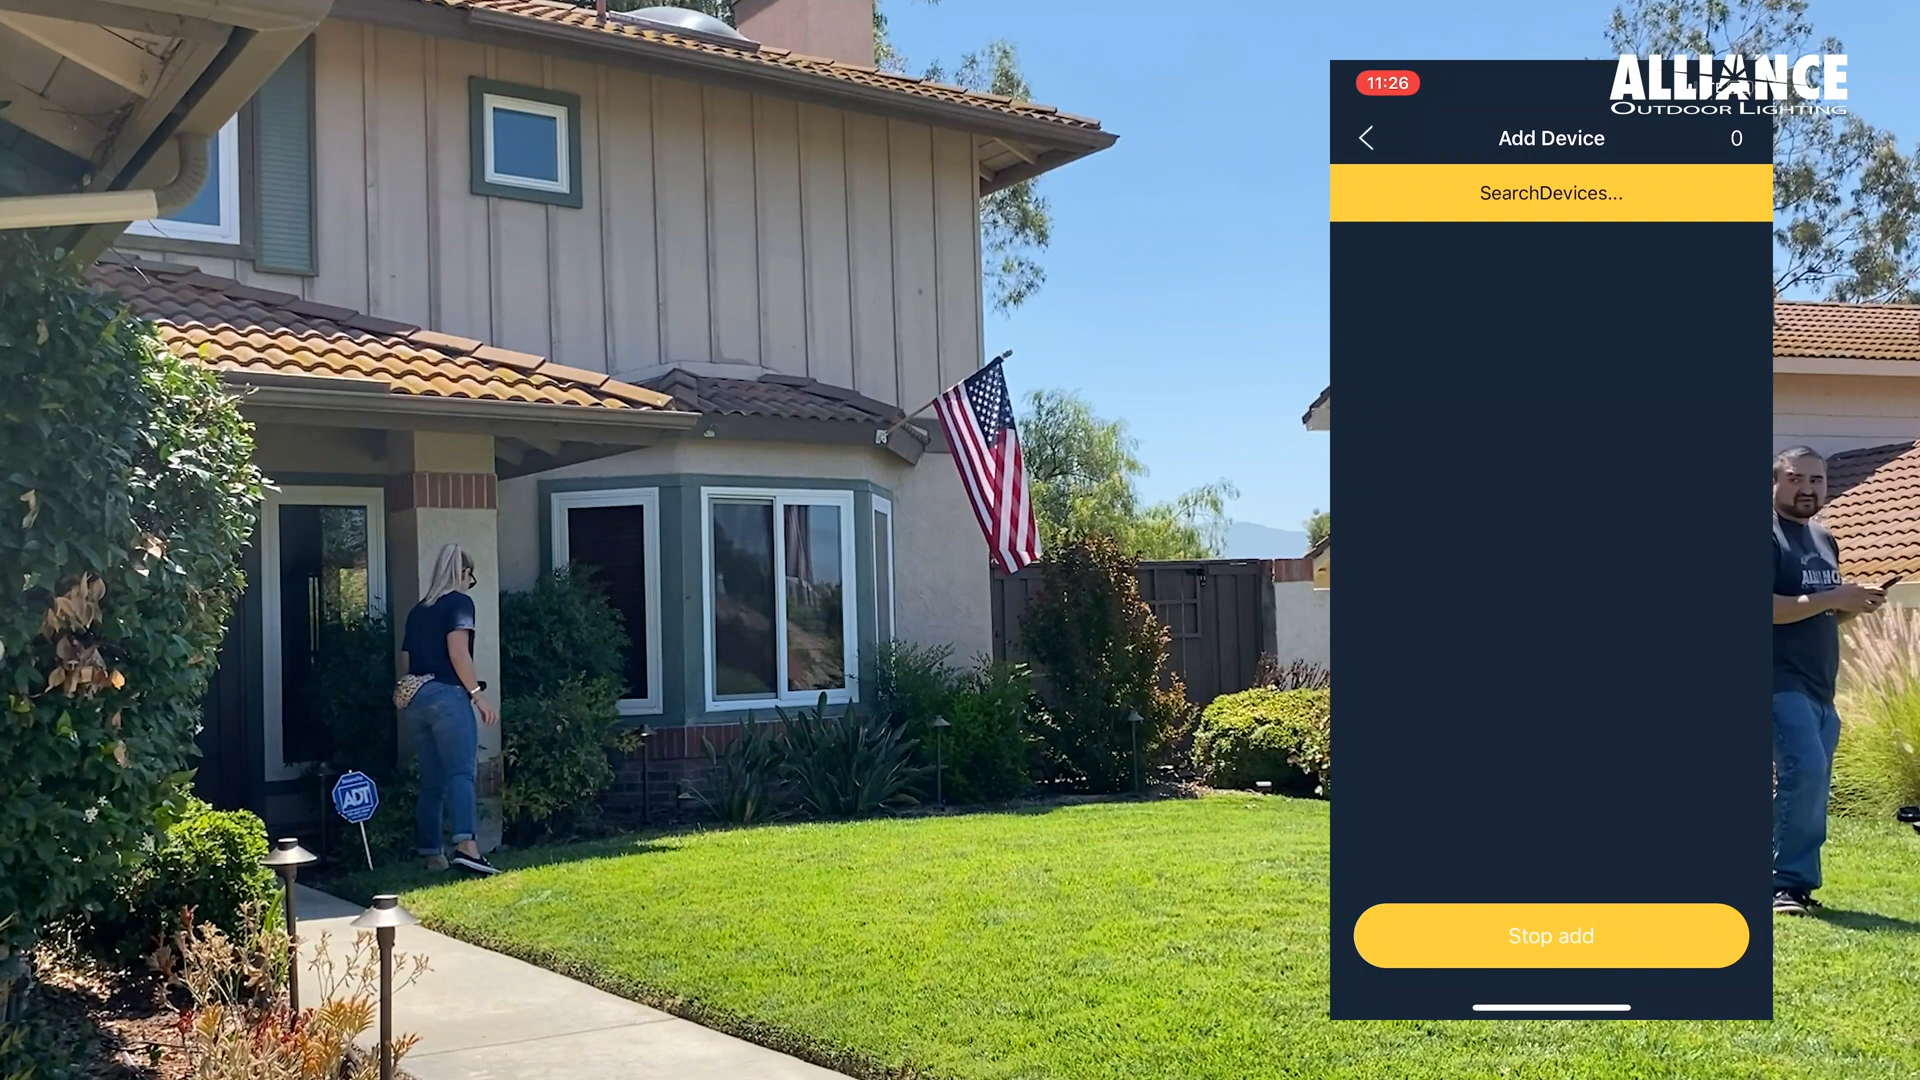 11:26
ALLIANCE
OUTDOOR LIGHTING
Add Device
0
SearchDevices...
ADT
Stop add